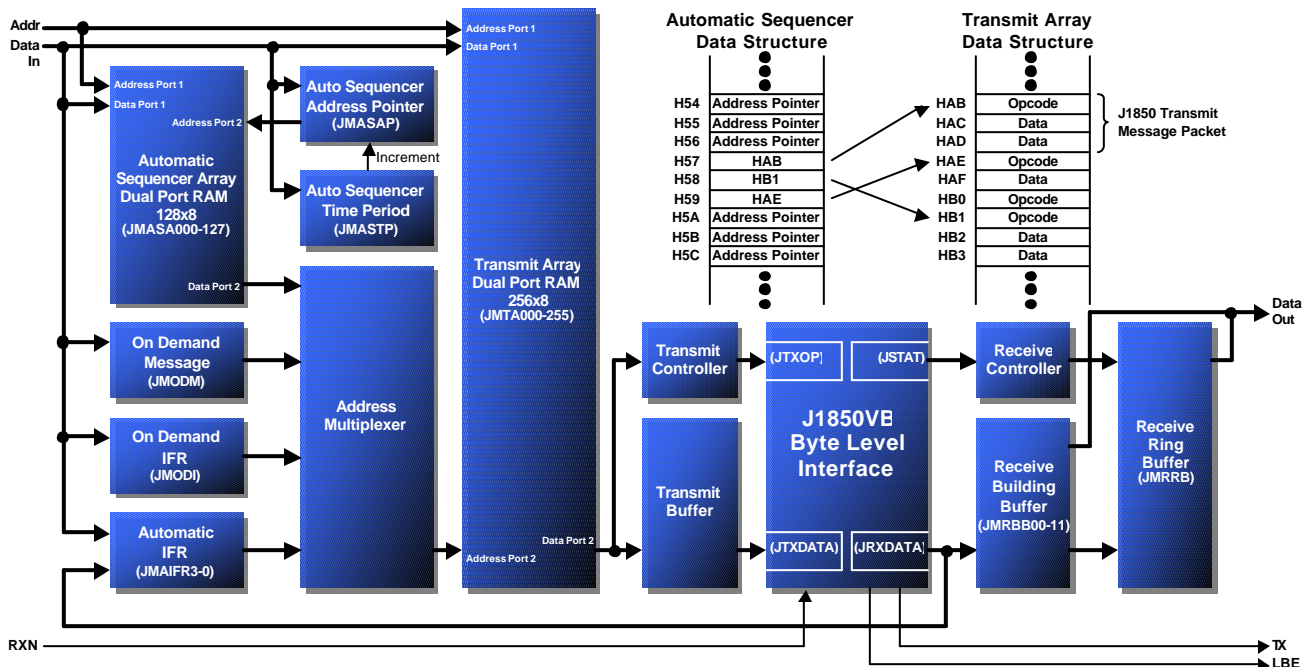 Addr
Data
In
Address Port 1
Data Port 1
Address Port 2
Automatic
Sequencer Array
Dual Port RAM
128x8
(JMASA000-127)
Data Port 2
Auto Sequencer
Address Pointer
(JMASAP)
Increment
Auto Sequencer
Time Period
(JMASTP)
On Demand
Message
(JMODM)
On Demand
IFR
(JMODI)
Automatic
IFR
(JMAIFR3-0)
Address
Multiplexer
Address Port 1
Data Port 1
Transmit Array
Dual Port RAM
256x8
(JMTA000-255)
Data Port 2
Address Port 2
Automatic Sequencer
Data Structure
H54 Address Pointer
H55 Address Pointer
H56 Address Pointer
H57 HAB
H58 HB1
H59 HAE
H5A Address Pointer
H5B Address Pointer
H5C Address Pointer
Transmit Array
Data Structure
HAB Opcode
HAC Data
HAD Data
HAE Opcode
HAF Data
HB0 Opcode
HB1 Opcode
HB2 Data
HB3 Data
J1850 Transmit
Message Packet
Transmit
Controller
Transmit
Buffer
(JTXOP)
(JSTAT)
J1850VB
Byte Level
Interface
(JTXDATA)
(JRXDATA)
Receive
Controller
Receive
Building
Buffer
(JMRBB00-11)
Receive
Ring
Buffer
(JMRRB)
Data
Out
RXN
TX
LBE